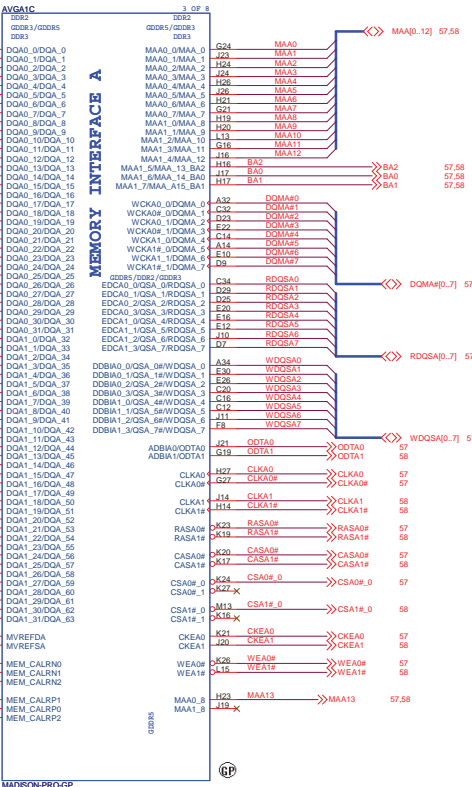 AVGA1C
3 OF 8
DDR2
GDDR3/GDDR5
DDR3
DDR2
GDDR5/GDDR3
DDR3
MEMORY INTERFACE A
DQA0_0/DQA_0
DQA0_1/DQA_1
DQA0_2/DQA_2
DQA0_3/DQA_3
DQA0_4/DQA_4
DQA0_5/DQA_5
DQA0_6/DQA_6
DQA0_7/DQA_7
DQA0_8/DQA_8
DQA0_9/DQA_9
DQA0_10/DQA_10
DQA0_11/DQA_11
DQA0_12/DQA_12
DQA0_13/DQA_13
DQA0_14/DQA_14
DQA0_15/DQA_15
DQA0_16/DQA_16
DQA0_17/DQA_17
DQA0_18/DQA_18
DQA0_19/DQA_19
DQA0_20/DQA_20
DQA0_21/DQA_21
DQA0_22/DQA_22
DQA0_23/DQA_23
DQA0_24/DQA_24
DQA0_25/DQA_25
DQA0_26/DQA_26
DQA0_27/DQA_27
DQA0_28/DQA_28
DQA0_29/DQA_29
DQA0_30/DQA_30
DQA0_31/DQA_31
DQA1_0/DQA_32
DQA1_1/DQA_33
DQA1_2/DQA_34
DQA1_3/DQA_35
DQA1_4/DQA_36
DQA1_5/DQA_37
DQA1_6/DQA_38
DQA1_7/DQA_39
DQA1_8/DQA_40
DQA1_9/DQA_41
DQA1_10/DQA_42
DQA1_11/DQA_43
DQA1_12/DQA_44
DQA1_13/DQA_45
DQA1_14/DQA_46
DQA1_15/DQA_47
DQA1_16/DQA_48
DQA1_17/DQA_49
DQA1_18/DQA_50
DQA1_19/DQA_51
DQA1_20/DQA_52
DQA1_21/DQA_53
DQA1_22/DQA_54
DQA1_23/DQA_55
DQA1_24/DQA_56
DQA1_25/DQA_57
DQA1_26/DQA_58
DQA1_27/DQA_59
DQA1_28/DQA_60
DQA1_29/DQA_61
DQA1_30/DQA_62
DQA1_31/DQA_63
MVREFDA
MVREFSA
MEM_CALRN0
MEM_CALRN1
MEM_CALRN2
MEM_CALRP1
MEM_CALRP0
MEM_CALRP2
MAA0_0/MAA_0 G24 MAA0
MAA0_1/MAA_1 J23 MAA1
MAA0_2/MAA_2 H24 MAA2
MAA0_3/MAA_3 J24 MAA3
MAA0_4/MAA_4 H26 MAA4
MAA0_5/MAA_5 J26 MAA5
MAA0_6/MAA_6 H21 MAA6
MAA0_7/MAA_7 G21 MAA7
MAA1_0/MAA_8 H19 MAA8
MAA1_1/MAA_9 H20 MAA9
MAA1_2/MAA_10 L13 MAA10
MAA1_3/MAA_11 G16 MAA11
MAA1_4/MAA_12 J16 MAA12
MAA[0..12] 57,58
MAA1_5/MAA_13_BA2 H16 BA2 BA2 57,58
MAA1_6/MAA_14_BA0 J17 BA0 BA0 57,58
MAA1_7/MAA_A15_BA1 H17 BA1 BA1 57,58
WCKA0_0/DQMA_0 A32 DQMA#0
WCKA0#_0/DQMA_1 C32 DQMA#1
WCKA0_1/DQMA_2 D23 DQMA#2
WCKA0#_1/DQMA_3 E22 DQMA#3
WCKA1_0/DQMA_4 C14 DQMA#4
WCKA1#_0/DQMA_5 A14 DQMA#5
WCKA1_1/DQMA_6 E10 DQMA#6
WCKA1#_1/DQMA_7 D9 DQMA#7
DQMA#[0..7] 57
GDDR5/DDR2/GDDR3
EDCA0_0/QSA_0/RDQSA_0 C34 RDQSA0
EDCA0_1/QSA_1/RDQSA_1 D29 RDQSA1
EDCA0_2/QSA_2/RDQSA_2 D25 RDQSA2
EDCA0_3/QSA_3/RDQSA_3 E20 RDQSA3
EDCA1_0/QSA_4/RDQSA_4 E16 RDQSA4
EDCA1_1/QSA_5/RDQSA_5 E12 RDQSA5
EDCA1_2/QSA_6/RDQSA_6 J10 RDQSA6
EDCA1_3/QSA_7/RDQSA_7 D7 RDQSA7
RDQSA[0..7] 57
DDBIA0_0/QSA_0#/WDQSA_0 A34 WDQSA0
DDBIA0_1/QSA_1#/WDQSA_1 E30 WDQSA1
DDBIA0_2/QSA_2#/WDQSA_2 E26 WDQSA2
DDBIA0_3/QSA_3#/WDQSA_3 C20 WDQSA3
DDBIA1_0/QSA_4#/WDQSA_4 C16 WDQSA4
DDBIA1_1/QSA_5#/WDQSA_5 C12 WDQSA5
DDBIA1_2/QSA_6#/WDQSA_6 J11 WDQSA6
DDBIA1_3/QSA_7#/WDQSA_7 F8 WDQSA7
WDQSA[0..7] 57
ADBIA0/ODTA0 J21 ODTA0 ODTA0 57
ADBIA1/ODTA1 G19 ODTA1 ODTA1 58
CLKA0 H27 CLKA0 CLKA0 57
CLKA0# G27 CLKA0# CLKA0# 57
CLKA1 J14 CLKA1 CLKA1 58
CLKA1# H14 CLKA1# CLKA1# 58
RASA0# K23 RASA0# RASA0# 57
RASA1# K19 RASA1# RASA1# 58
CASA0# K20 CASA0# CASA0# 57
CASA1# K17 CASA1# CASA1# 58
CSA0#_0 K24 CSA0#_0 CSA0#_0 57
CSA0#_1 K27
CSA1#_0 M13 CSA1#_0 CSA1#_0 58
CSA1#_1 K16
CKEA0 K21 CKEA0 CKEA0 57
CKEA1 J20 CKEA1 CKEA1 58
WEA0# K26 WEA0# WEA0# 57
WEA1# L15 WEA1# WEA1# 58
MAA0_8 H23 MAA13 MAA13 57,58
MAA1_8 J19
GDDR5
GP
MADISON-PRO-GP